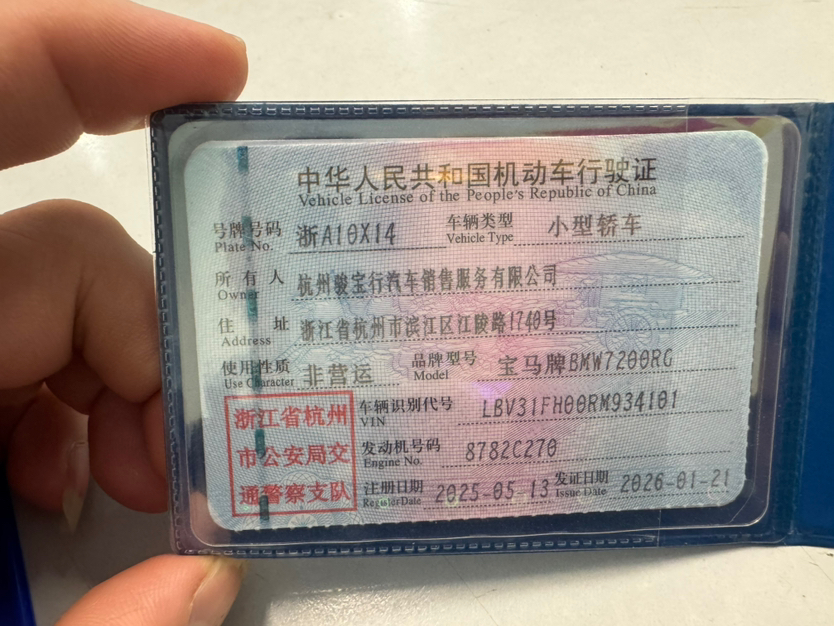 中华人民共和国机动车行驶证
Vehicle License of the People's Republic of China
号牌号码 浙A10X14 车辆类型 小型轿车
Plate No. Vehicle Type
所有人 杭州骏宝行汽车销售服务有限公司
Owner
住址 浙江省杭州市滨江区江陵路1740号
Address
使用性质 非营运 品牌型号 宝马牌BMW7200RG
Use Character Model
浙江省杭州
市公安局交
通警察支队
车辆识别代号 LBV31FH00RM934101
VIN
发动机号码 8782C270
Engine No.
注册日期 2025-05-13 发证日期 2026-01-21
Register Date Issue Date